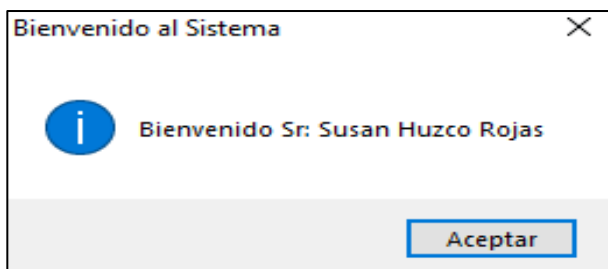 Bienvenido al Sistema
Bienvenido Sr: Susan Huzco Rojas
Aceptar